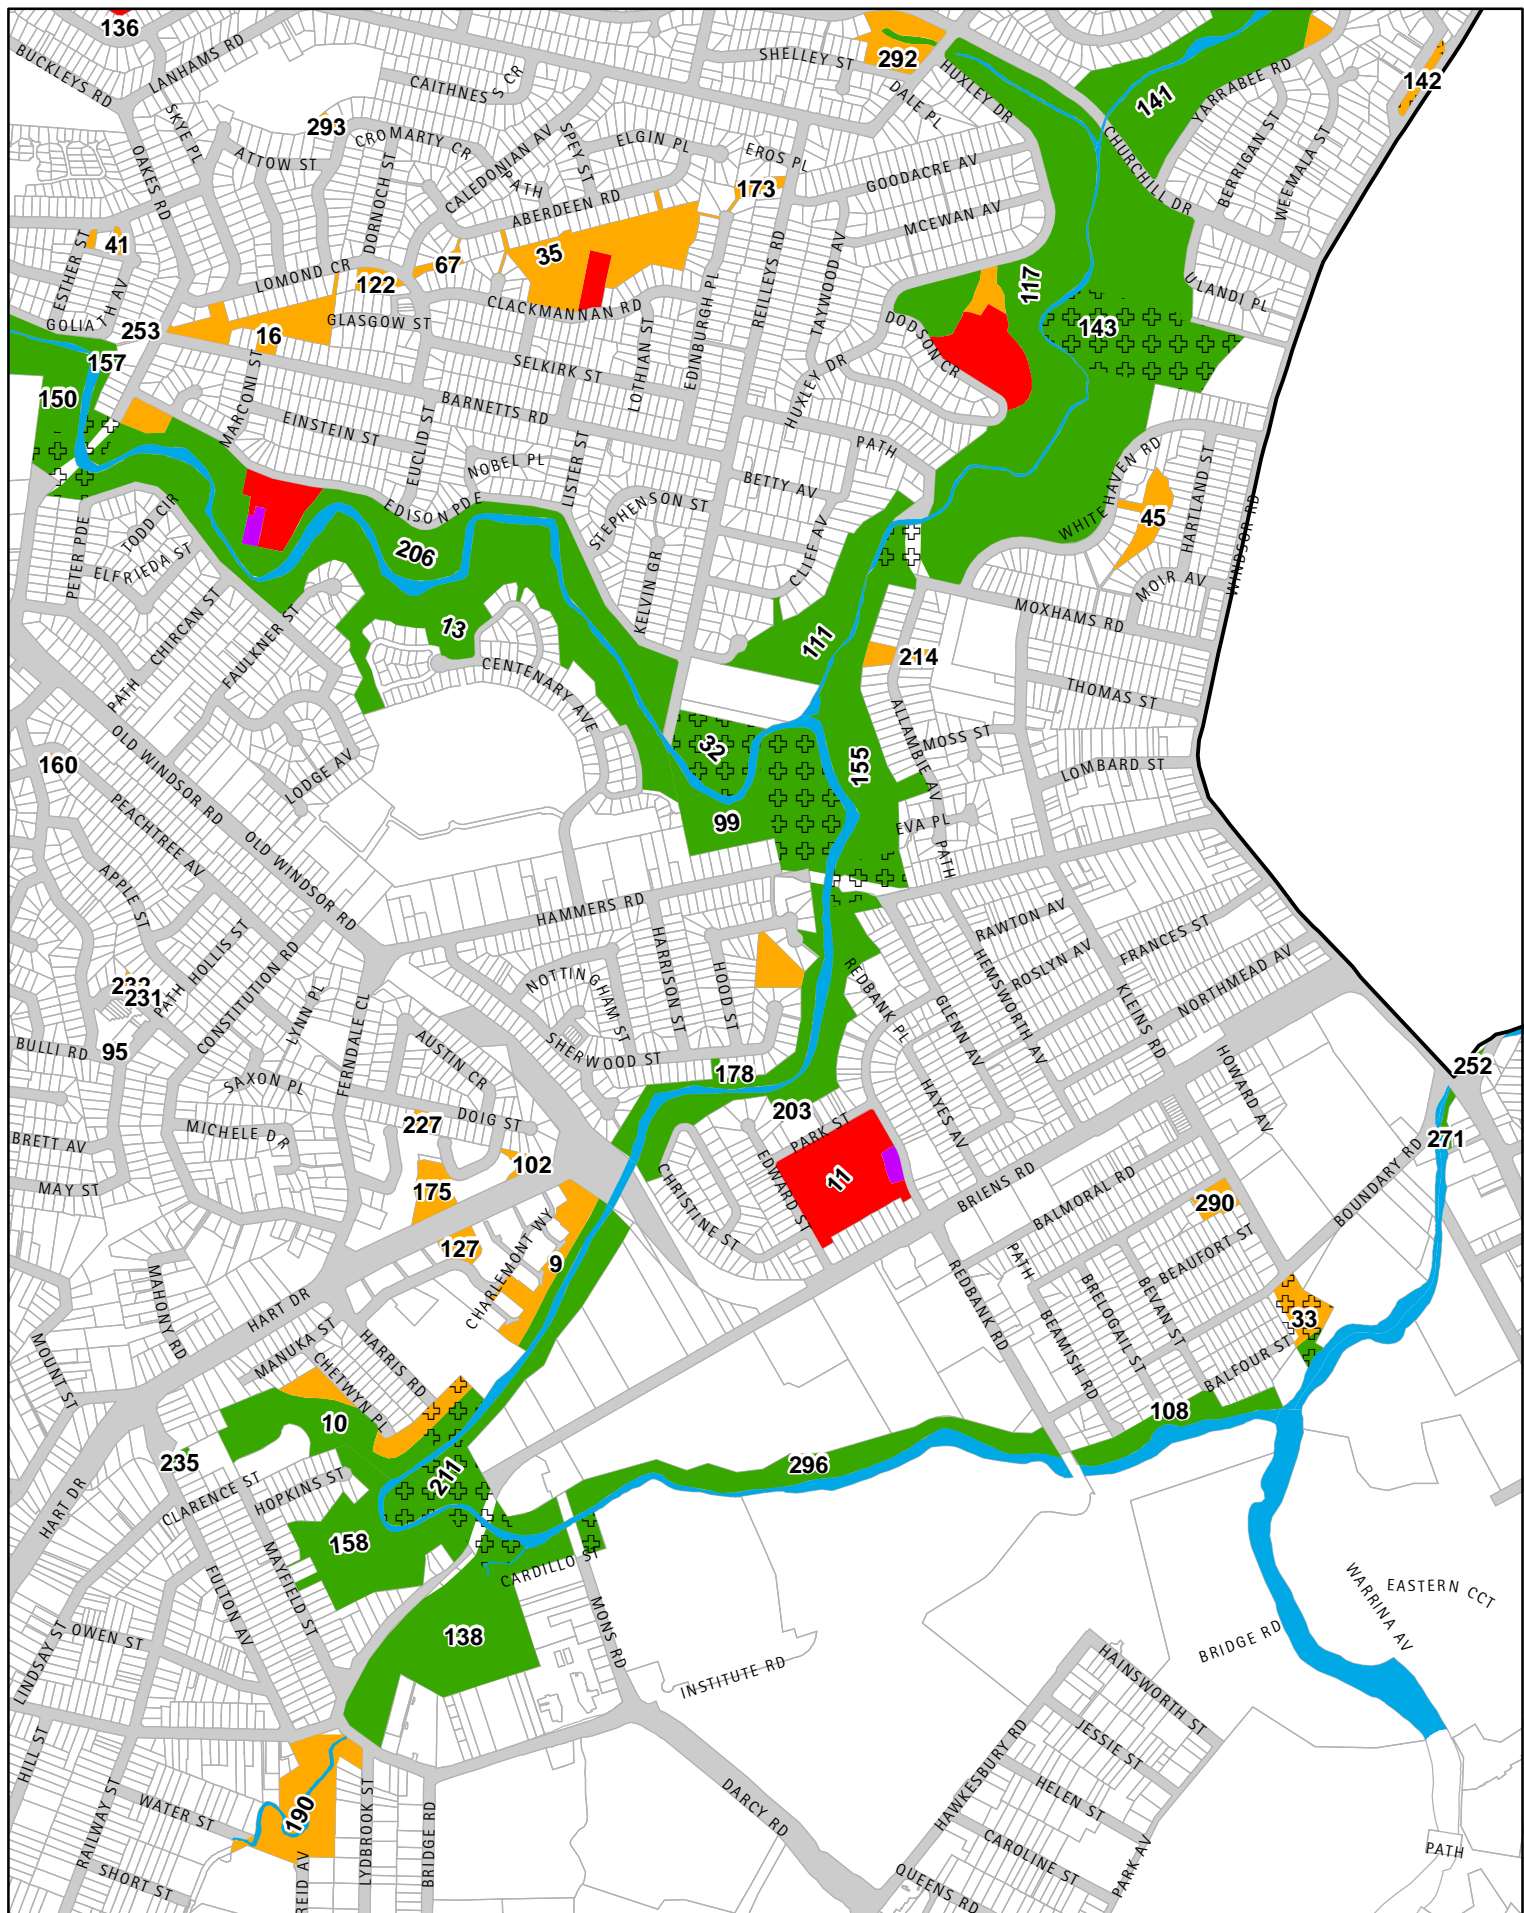 136
BUCKLEYS RD
LANHAMS RD
SHELLEY ST
292
HUXLEY DR
DALE PL
141
YARRABEE RD
142
CAITHNES S CR
SKYE PL
293
CROMARTY CR
ATTOW ST
OAKES RD
DORNOCH ST
CALEDONIAN AV
PATH
SPEY ST
ELGIN PL
EROS PL
173
GOODACRE AV
MCEWAN AV
CHURCHILL DR
BERRIGAN ST
WEEMALA ST
ABERDEEN RD
35
41
ESTHER ST
GOLIATH AV
253
LOMOND CR
122
67
16
GLASGOW ST
CLACKMANNAN RD
EDINBURGH PL
REILLEYS RD
TAYWOOD AV
117
143
ULANDI PL
DODSON CR
157
150
MARCONI ST
SELKIRK ST
LOTHIAN ST
HUXLEY DR
BARNETTS RD
EINSTEIN ST
EUCLID ST
NOBEL PL
LISTER ST
PATH
BETTY AV
WHITEHAVEN RD
HARTLAND ST
45
WINDSOR RD
MOIR AV
EDISON PDE
STEPHENSON ST
CLIFF AV
KELVIN GR
206
TODD CIR
PETER PDE
ELFRIEDA ST
CHIRCAN ST
PATH
FAULKNER ST
13
CENTENARY AVE
111
214
MOXHAMS RD
THOMAS ST
ALLAMBIE AV
MOSS ST
LOMBARD ST
155
32
99
EVA PL
PATH
160
OLD WINDSOR RD
LODGE AV
PEACHTREE AV
OLD WINDSOR RD
APPLE ST
HOLLIS ST
CONSTITUTION RD
HAMMERS RD
HARRISON ST
HOOD ST
NOTTINGHAM ST
RAWTON AV
FRANCES ST
ROSLYN AV
HEMSWORTH AV
NORTHMEAD AV
KLEINS RD
REDBANK PL
GLENN AV
232
231
PATH
BULLI RD
95
LYNN PL
FERNDALE CL
AUSTIN CR
SHERWOOD ST
178
203
HAYES AV
HOWARD AV
252
271
SAXON PL
DOIG ST
227
MICHELE DR
BRETT AV
MAY ST
102
175
127
PARK ST
11
EDWARD ST
CHRISTINE ST
BRIENS RD
BALMORAL RD
290
BOUNDARY RD
BEAUFORT ST
PATH
BRELOGAIL ST
BEVAN ST
BEAMISH RD
REDBANK RD
33
BALFOUR ST
108
9
CHARLEMONT WY
MAHONY RD
HART DR
MANUKA ST
HARRIS RD
CHETWYN PL
MOUNT ST
10
235
211
296
CLARENCE ST
HOPKINS ST
HART DR
158
MAYFIELD ST
FULTON AV
CARDILLO ST
138
MONS RD
OWEN ST
LINDSAY ST
INSTITUTE RD
EASTERN CCT
WARRINA AV
BRIDGE RD
HAINSWORTH ST
JESSIE ST
HAWKESBURY RD
HELEN ST
CAROLINE ST
PARK AV
QUEENS RD
DARCY RD
PATH
HILL ST
RAILWAY ST
WATER ST
190
SHORT ST
REID AV
LYDBROOK ST
BRIDGE RD